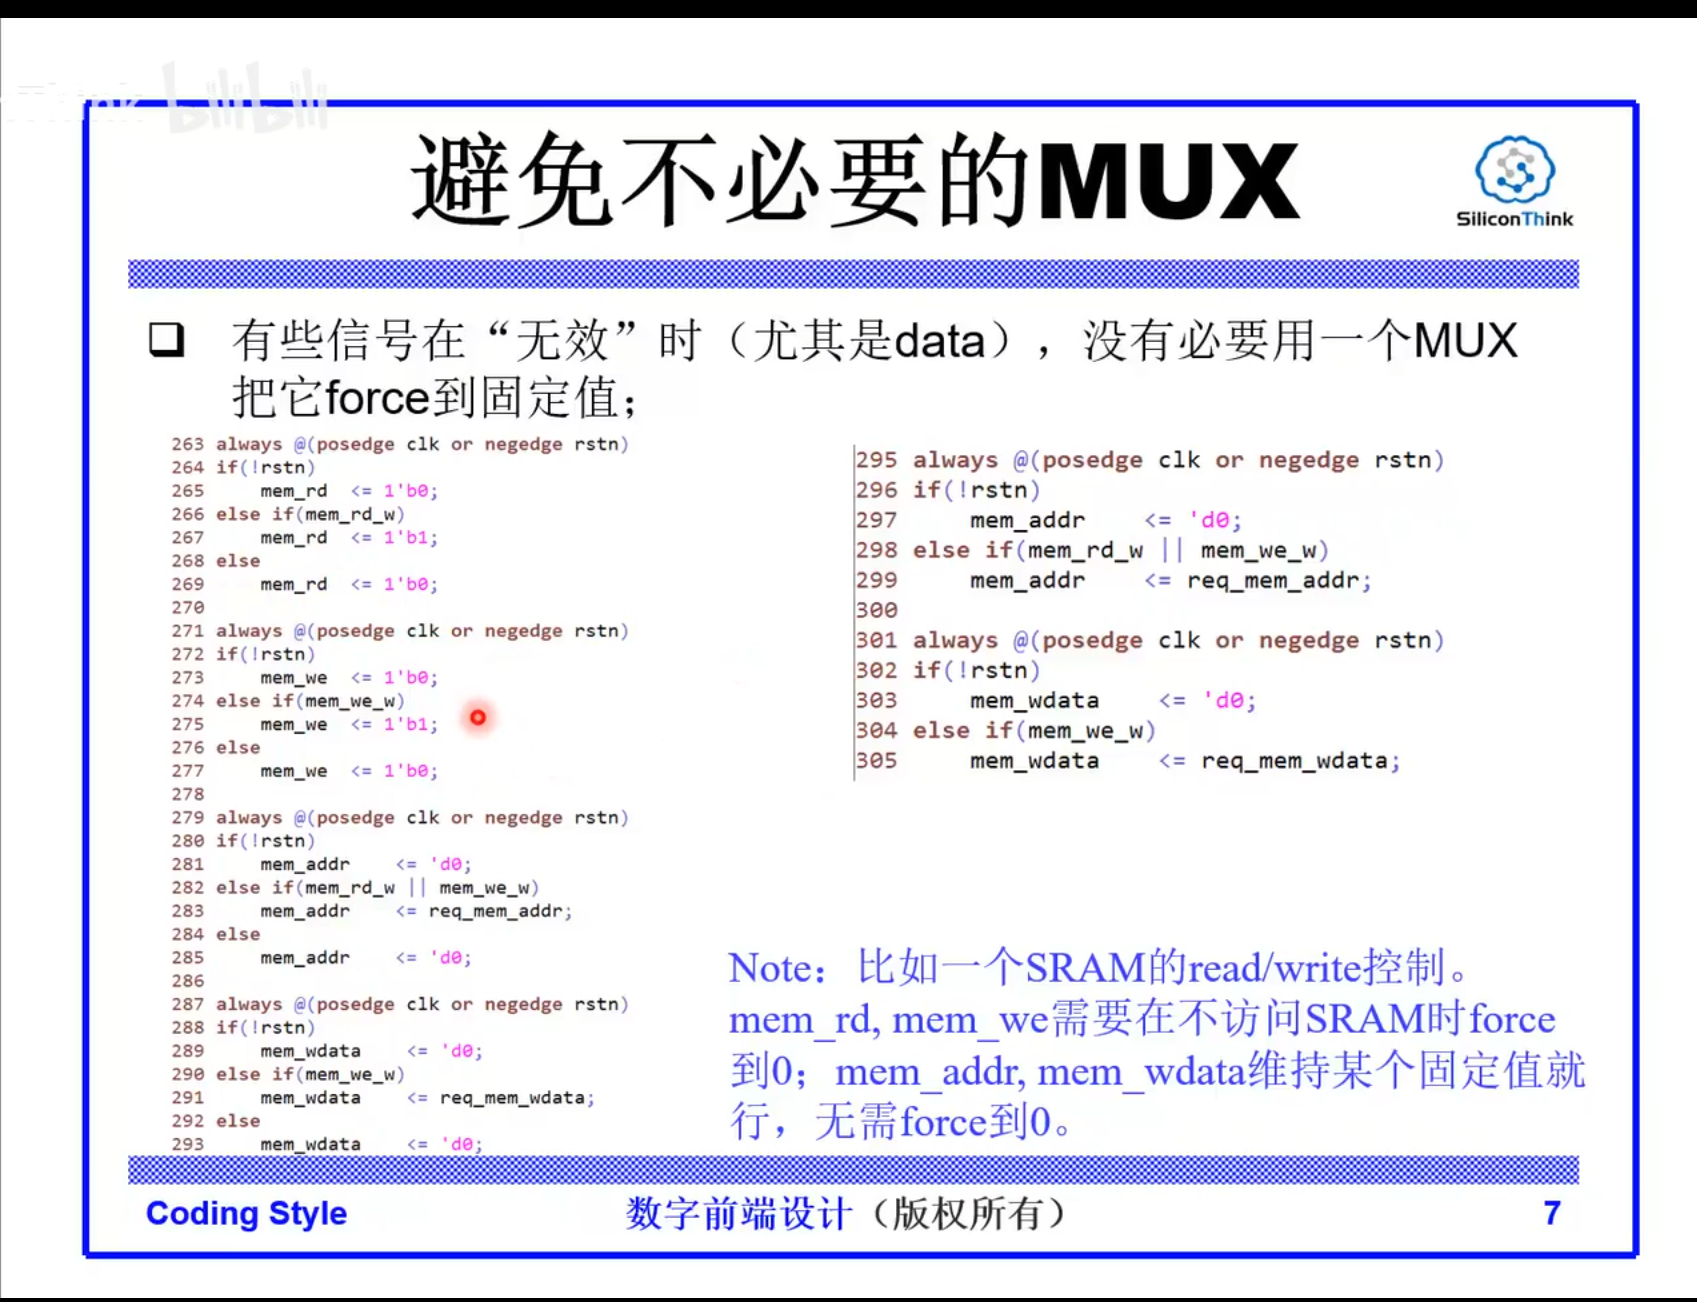 bilibili
避免不必要的MUX
SiliconThink
有些信号在“无效”时（尤其是data），没有必要用一个MUX
把它force到固定值；
263 always @(posedge clk or negedge rstn)
264 if(!rstn)
265 mem_rd <= 1'b0;
266 else if(mem_rd_w)
267 mem_rd <= 1'b1;
268 else
269 mem_rd <= 1'b0;
270
271 always @(posedge clk or negedge rstn)
272 if(!rstn)
273 mem_we <= 1'b0;
274 else if(mem_we_w)
275 mem_we <= 1'b1;
276 else
277 mem_we <= 1'b0;
278
279 always @(posedge clk or negedge rstn)
280 if(!rstn)
281 mem_addr <= 'd0;
282 else if(mem_rd_w || mem_we_w)
283 mem_addr <= req_mem_addr;
284 else
285 mem_addr <= 'd0;
286
287 always @(posedge clk or negedge rstn)
288 if(!rstn)
289 mem_wdata <= 'd0;
290 else if(mem_we_w)
291 mem_wdata <= req_mem_wdata;
292 else
293 mem_wdata <= 'd0;
295 always @(posedge clk or negedge rstn)
296 if(!rstn)
297 mem_addr <= 'd0;
298 else if(mem_rd_w || mem_we_w)
299 mem_addr <= req_mem_addr;
300
301 always @(posedge clk or negedge rstn)
302 if(!rstn)
303 mem_wdata <= 'd0;
304 else if(mem_we_w)
305 mem_wdata <= req_mem_wdata;
Note：比如一个SRAM的read/write控制。
mem_rd, mem_we需要在不访问SRAM时force
到0；mem_addr, mem_wdata维持某个固定值就
行，无需force到0。
Coding Style
数字前端设计（版权所有）
7